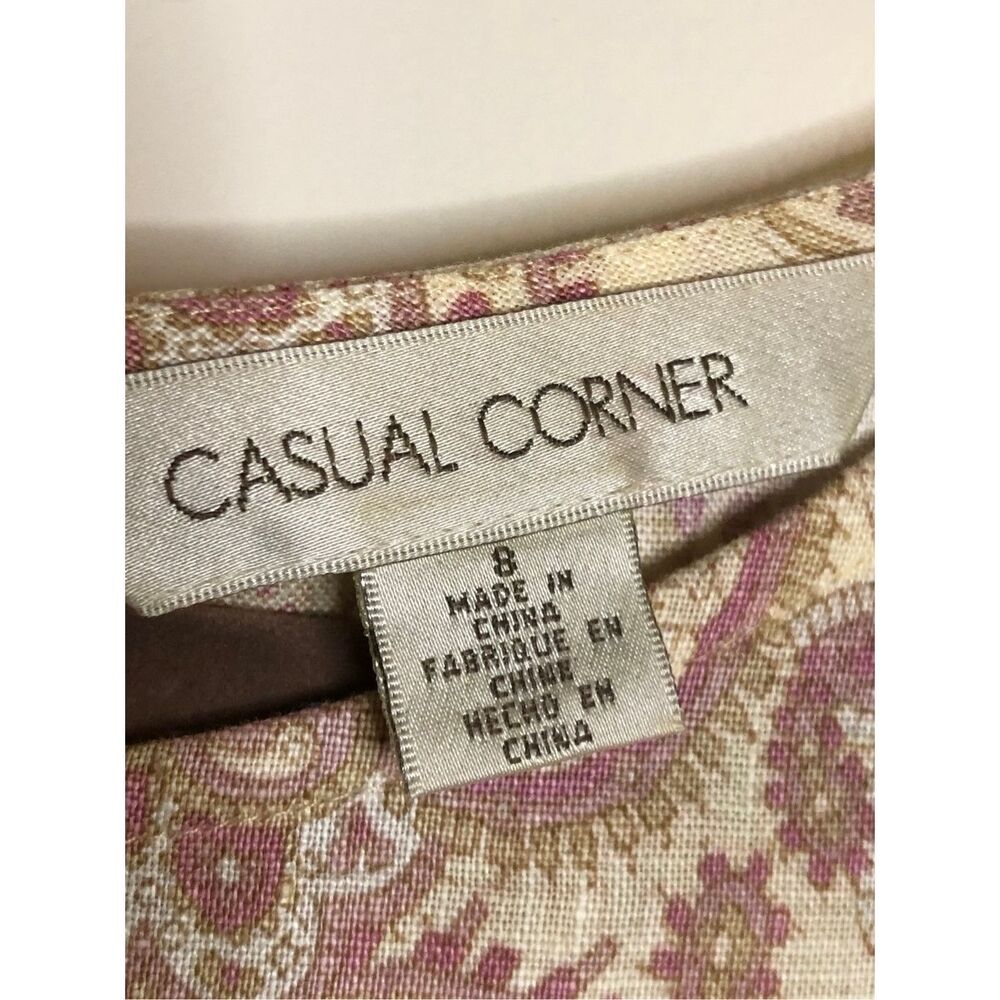 CASUAL CORNER
8
MADE IN
CHINA
FABRIQUE EN
CHINE
HECHO EN
CHINA